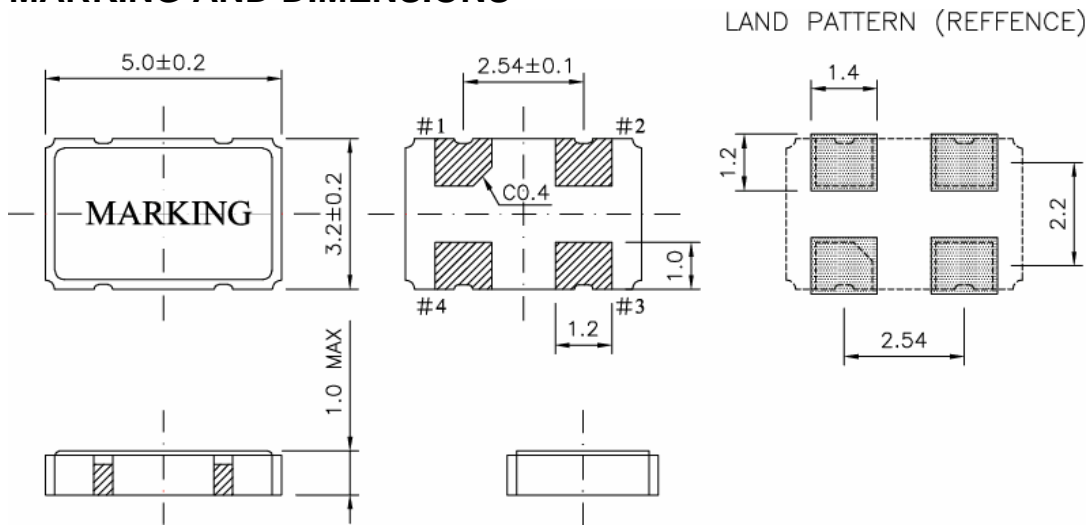 MARKING AND DIMENSIONS
LAND PATTERN (REFFENCE)
5.0±0.2
2.54±0.1
1.4
#1
#2
1.2
MARKING
3.2±0.2
C0.4
2.2
1.0
#4
#3
1.2
2.54
1.0 MAX